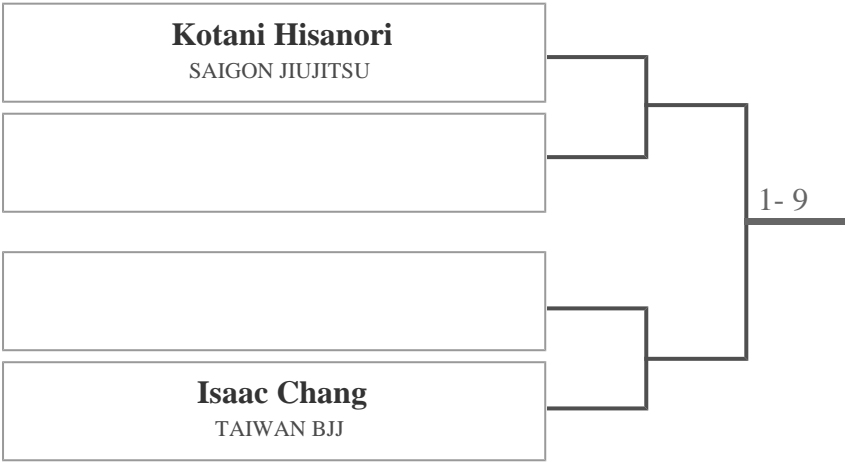 Kotani Hisanori
SAIGON JIUJITSU
1- 9
Isaac Chang
TAIWAN BJJ